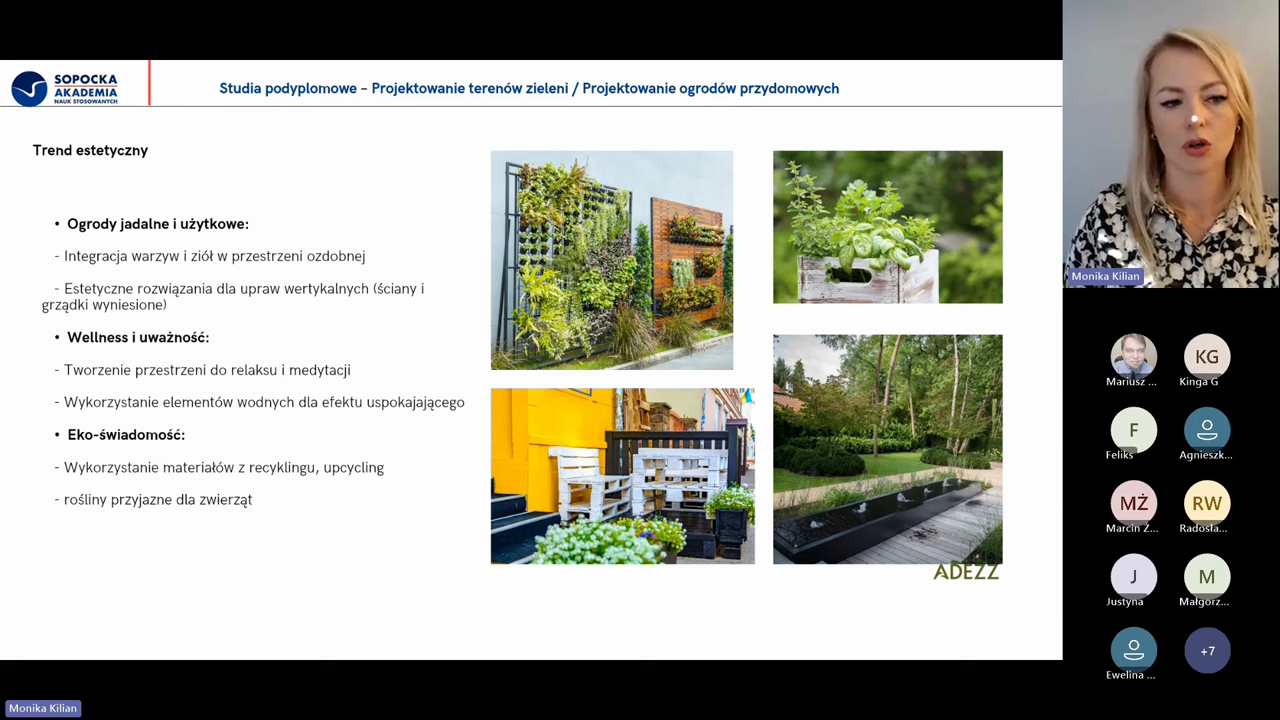 SOPOCKA
AKADEMIA
NAUK STOSOWANYCH
Studia podyplomowe – Projektowanie terenów zieleni / Projektowanie ogrodów przydomowych
Trend estetyczny
• Ogrody jadalne i użytkowe:
- Integracja warzyw i ziół w przestrzeni ozdobnej
- Estetyczne rozwiązania dla upraw wertykalnych (ściany i
grządki wyniesione)
• Wellness i uważność:
- Tworzenie przestrzeni do relaksu i medytacji
- Wykorzystanie elementów wodnych dla efektu uspokajającego
• Eko-świadomość:
- Wykorzystanie materiałów z recyklingu, upcycling
- rośliny przyjazne dla zwierząt
ADEZZ
Monika Kilian
Mariusz ...
KG
Kinga G
F
Feliks
Agnieszk...
MŻ
Marcin Ż...
RW
Radosła...
J
Justyna
M
Małgorz...
Ewelina ...
+7
Monika Kilian